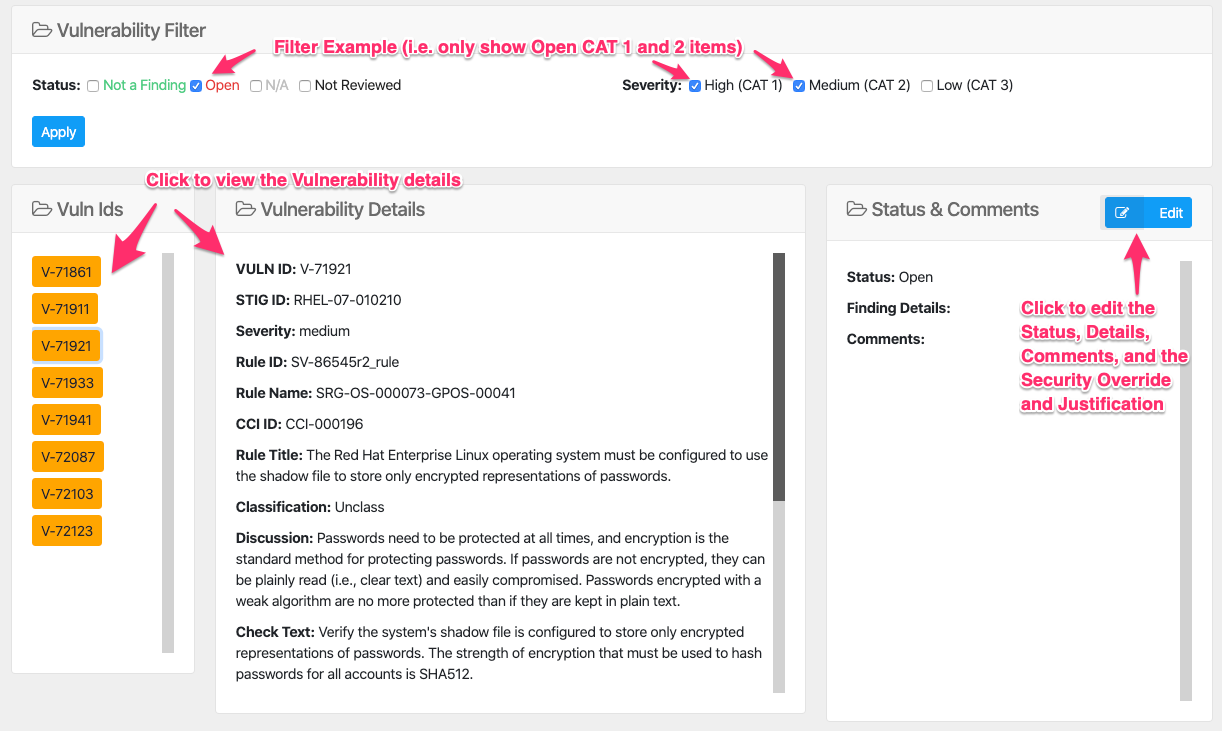 Vulnerability Filter
Filter Example (i.e. only show Open CAT 1 and 2 items)
Status: Not a Finding Open N/A Not Reviewed
Severity: High (CAT 1) Medium (CAT 2) Low (CAT 3)
Apply
Click to view the Vulnerability details
Vuln Ids
V-71861
V-71911
V-71921
V-71933
V-71941
V-72087
V-72103
V-72123
Vulnerability Details
VULN ID: V-71921
STIG ID: RHEL-07-010210
Severity: medium
Rule ID: SV-86545r2_rule
Rule Name: SRG-OS-000073-GPOS-00041
CCI ID: CCI-000196
Rule Title: The Red Hat Enterprise Linux operating system must be configured to use
the shadow file to store only encrypted representations of passwords.
Classification: Unclass
Discussion: Passwords need to be protected at all times, and encryption is the
standard method for protecting passwords. If passwords are not encrypted, they can
be plainly read (i.e., clear text) and easily compromised. Passwords encrypted with a
weak algorithm are no more protected than if they are kept in plain text.
Check Text: Verify the system's shadow file is configured to store only encrypted
representations of passwords. The strength of encryption that must be used to hash
passwords for all accounts is SHA512.
Status & Comments
Edit
Status: Open
Finding Details:
Comments:
Click to edit the
Status, Details,
Comments, and the
Security Override
and Justification